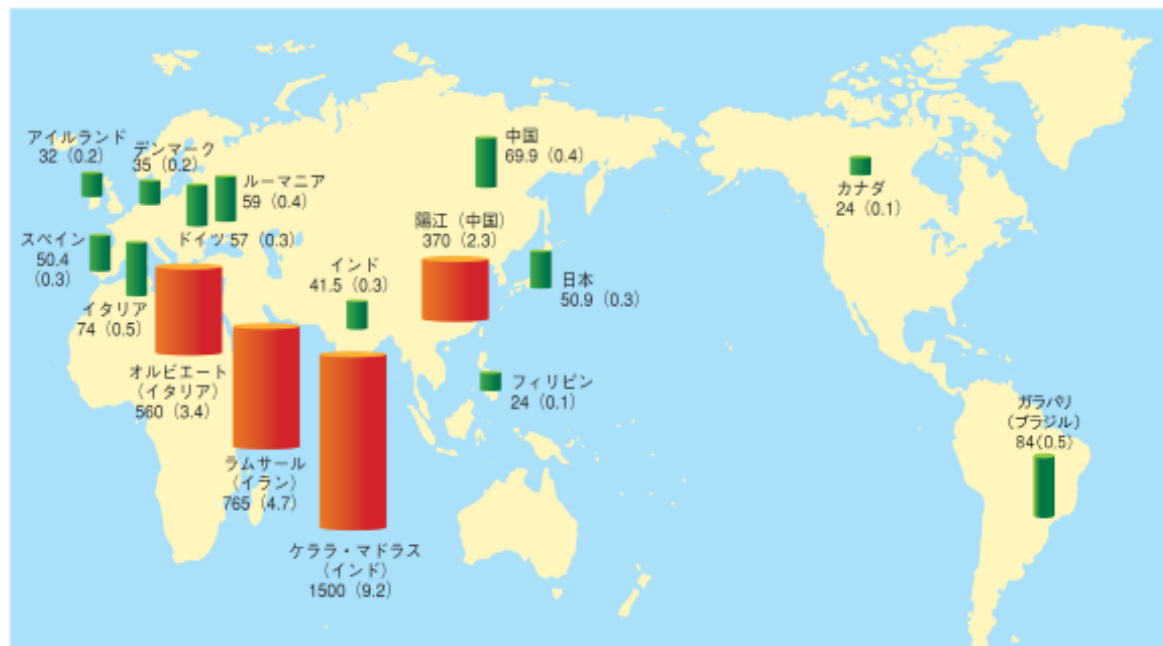 アイルランド
32（0.2）
デンマーク
35（0.2）
ルーマニア
59（0.4）
ドイツ 57（0.3）
スペイン
50.4
（0.3）
イタリア
74（0.5）
オルビエート
（イタリア）
560（3.4）
ラムサール
（イラン）
765（4.7）
ケララ・マドラス
（インド）
1500（9.2）
インド
41.5（0.3）
中国
69.9（0.4）
陽江（中国）
370（2.3）
日本
50.9（0.3）
フィリピン
24（0.1）
カナダ
24（0.1）
ガラパリ
（ブラジル）
84(0.5)